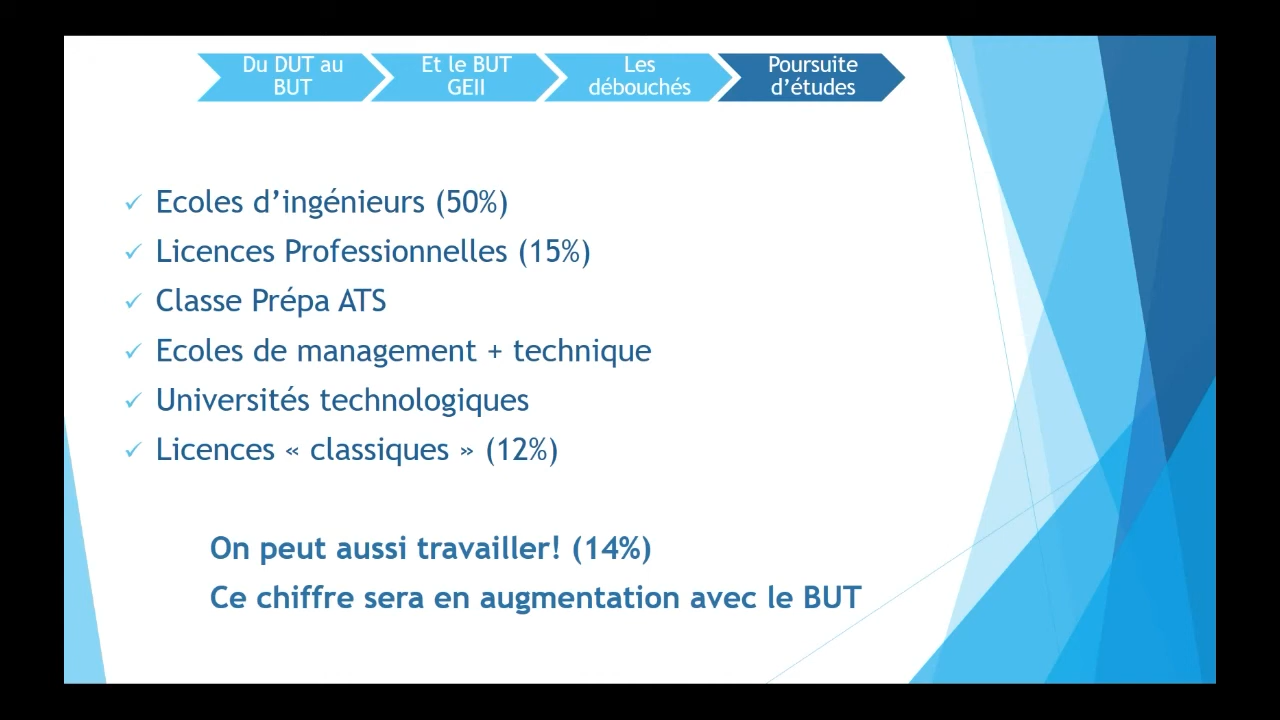 Du DUT au
BUT
Et le BUT
GEII
Les
débouchés
Poursuite
d’études
Ecoles d’ingénieurs (50%)
Licences Professionnelles (15%)
Classe Prépa ATS
Ecoles de management + technique
Universités technologiques
Licences « classiques » (12%)
On peut aussi travailler! (14%)
Ce chiffre sera en augmentation avec le BUT